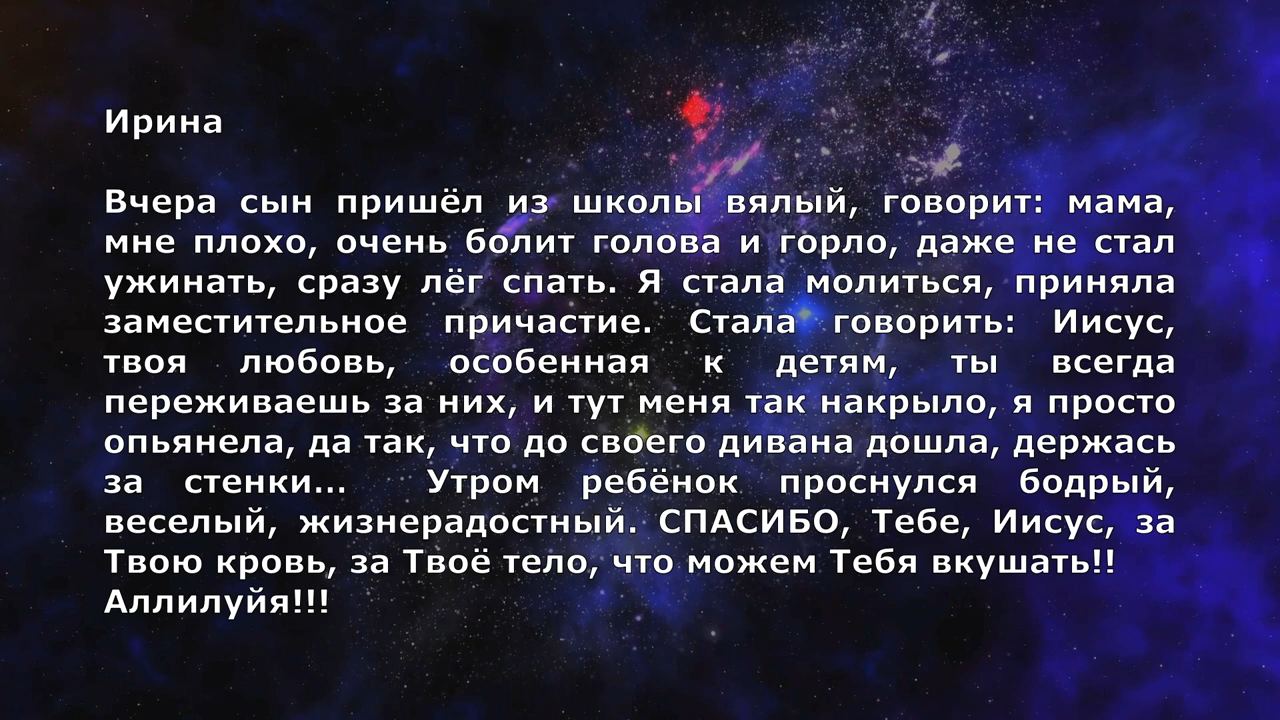 Ирина
Вчера сын пришёл из школы вялый, говорит: мама,
мне плохо, очень болит голова и горло, даже не стал
ужинать, сразу лёг спать. Я стала молиться, приняла
заместительное причастие. Стала говорить: Иисус,
твоя любовь, особенная к детям, ты всегда
переживаешь за них, и тут меня так накрыло, я просто
опьянела, да так, что до своего дивана дошла, держась
за стенки... Утром ребёнок проснулся бодрый,
веселый, жизнерадостный. СПАСИБО, Тебе, Иисус, за
Твою кровь, за Твоё тело, что можем Тебя вкушать!!
Аллилуйя!!!